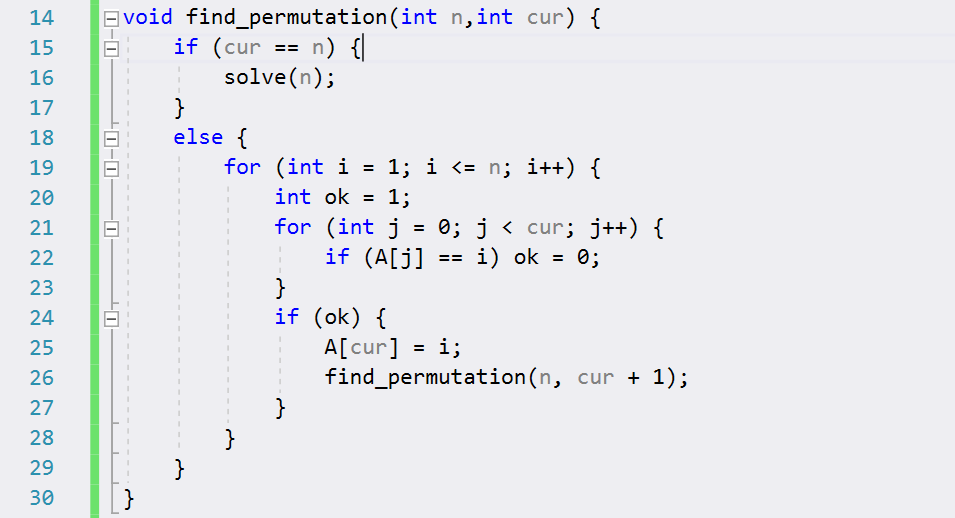 14 void find_permutation(int n,int cur) {
15     if (cur == n) {
16         solve(n);
17     }
18     else {
19         for (int i = 1; i <= n; i++) {
20             int ok = 1;
21             for (int j = 0; j < cur; j++) {
22                 if (A[j] == i) ok = 0;
23             }
24             if (ok) {
25                 A[cur] = i;
26                 find_permutation(n, cur + 1);
27             }
28         }
29     }
30 }